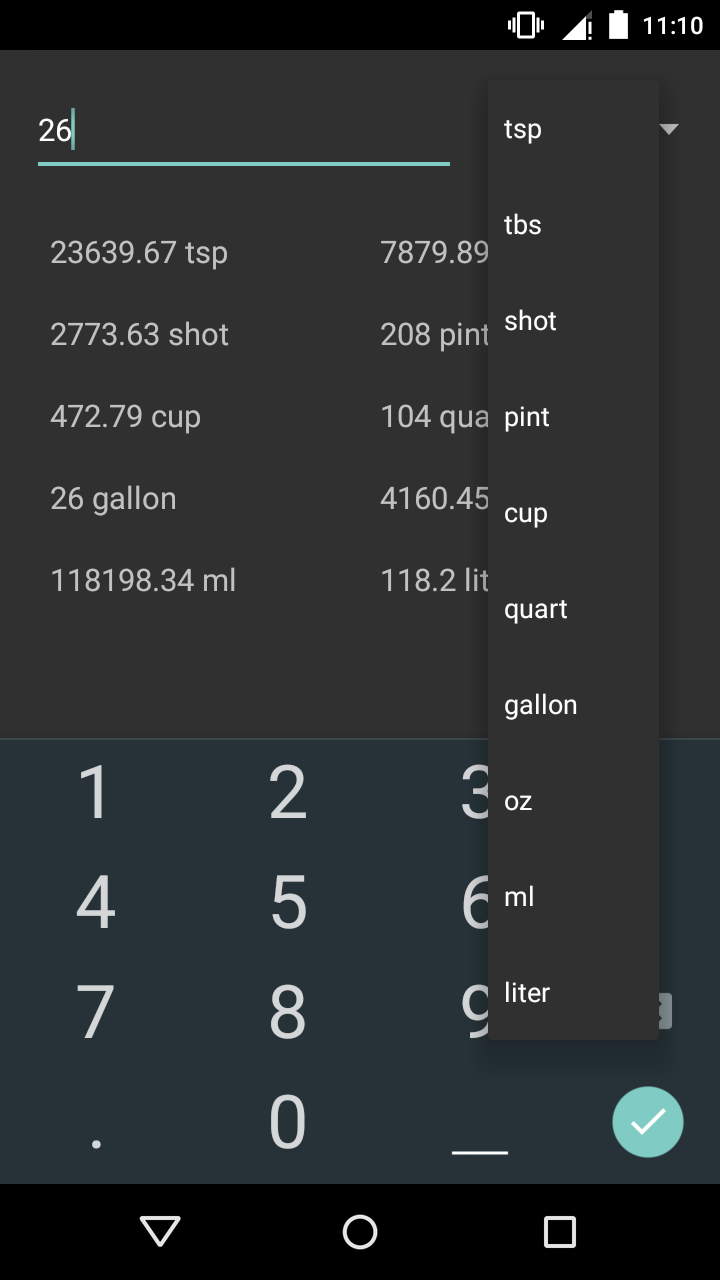 11:10
26
23639.67 tsp
7879.89
2773.63 shot
208 pint
472.79 cup
104 qua
26 gallon
4160.45
118198.34 ml
118.2 lit
tsp
tbs
shot
pint
cup
quart
gallon
oz
ml
liter
1 2 3
4 5 6
7 8 9
. 0